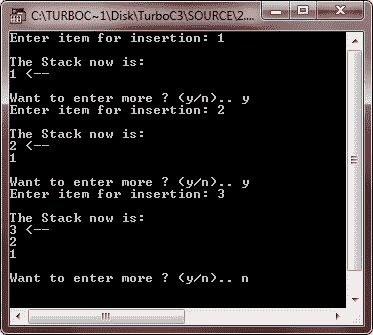 C:\TURBOC~1\Disk\TurboC3\SOURCE\2....
Enter item for insertion: 1
The Stack now is:
1 <--
Want to enter more ? (y/n).. y
Enter item for insertion: 2
The Stack now is:
2 <--
1
Want to enter more ? (y/n).. y
Enter item for insertion: 3
The Stack now is:
3 <--
2
1
Want to enter more ? (y/n).. n